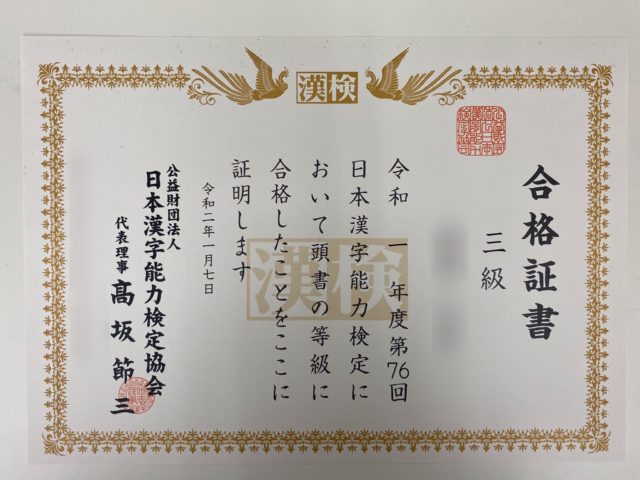 漢検
合格証書
三級
令和一年度第76回
日本漢字能力検定に
おいて頭書の等級に
合格したことをここに
証明します
令和二年一月七日
公益財団法人
日本漢字能力検定協会
代表理事 髙坂節三
漢検